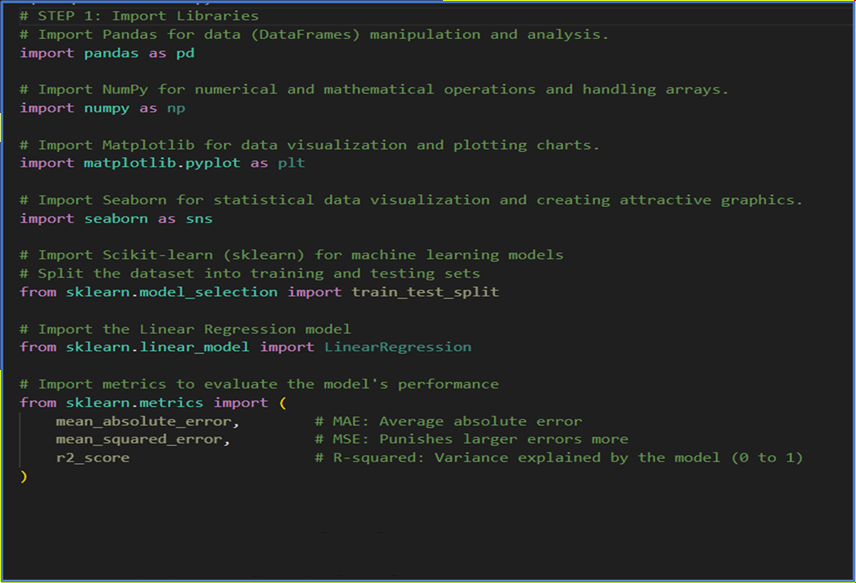 # STEP 1: Import Libraries
# Import Pandas for data (DataFrames) manipulation and analysis.
import pandas as pd
# Import NumPy for numerical and mathematical operations and handling arrays.
import numpy as np
# Import Matplotlib for data visualization and plotting charts.
import matplotlib.pyplot as plt
# Import Seaborn for statistical data visualization and creating attractive graphics.
import seaborn as sns
# Import Scikit-learn (sklearn) for machine learning models
# Split the dataset into training and testing sets
from sklearn.model_selection import train_test_split
# Import the Linear Regression model
from sklearn.linear_model import LinearRegression
# Import metrics to evaluate the model's performance
from sklearn.metrics import (
    mean_absolute_error,        # MAE: Average absolute error
    mean_squared_error,         # MSE: Punishes larger errors more
    r2_score                    # R-squared: Variance explained by the model (0 to 1)
)